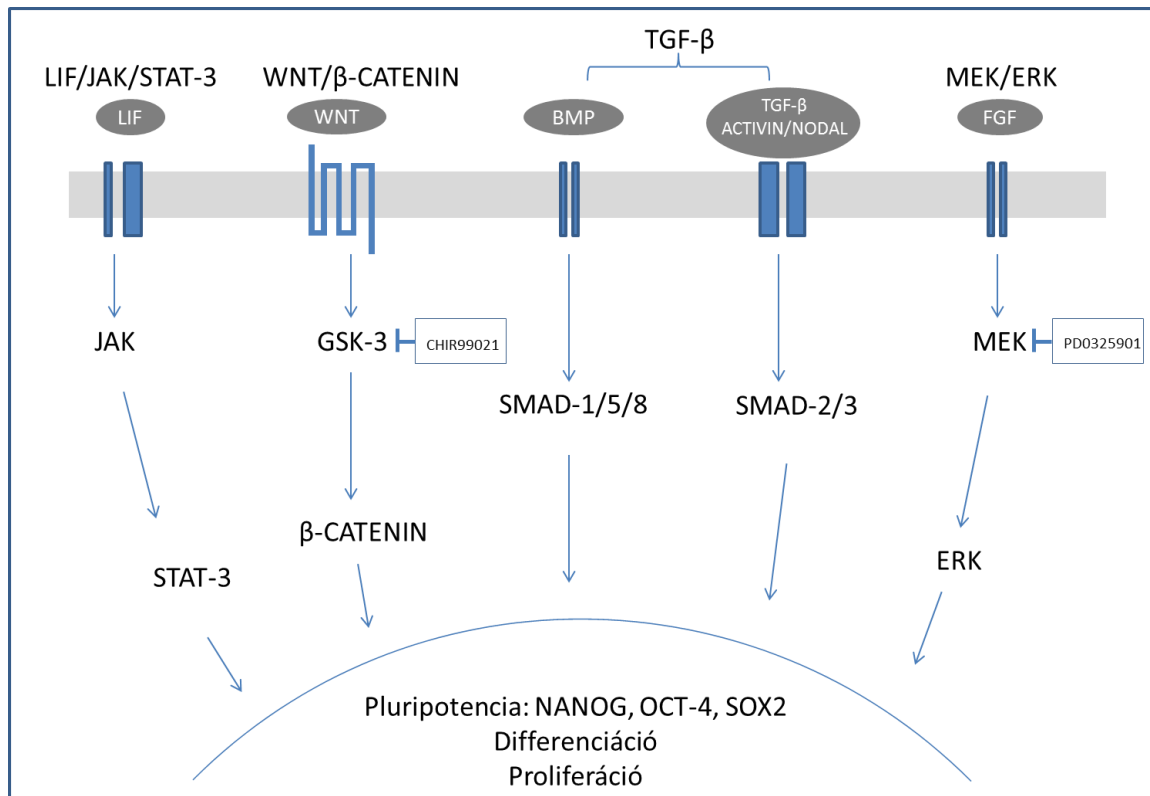 TGF-β
LIF/JAK/STAT-3
WNT/β-CATENIN
MEK/ERK
LIF
WNT
BMP
TGF-β
ACTIVIN/NODAL
FGF
JAK
GSK-3
CHIR99021
MEK
PD0325901
SMAD-1/5/8
SMAD-2/3
β-CATENIN
STAT-3
ERK
Pluripotencia: NANOG, OCT-4, SOX2
Differenciáció
Proliferáció